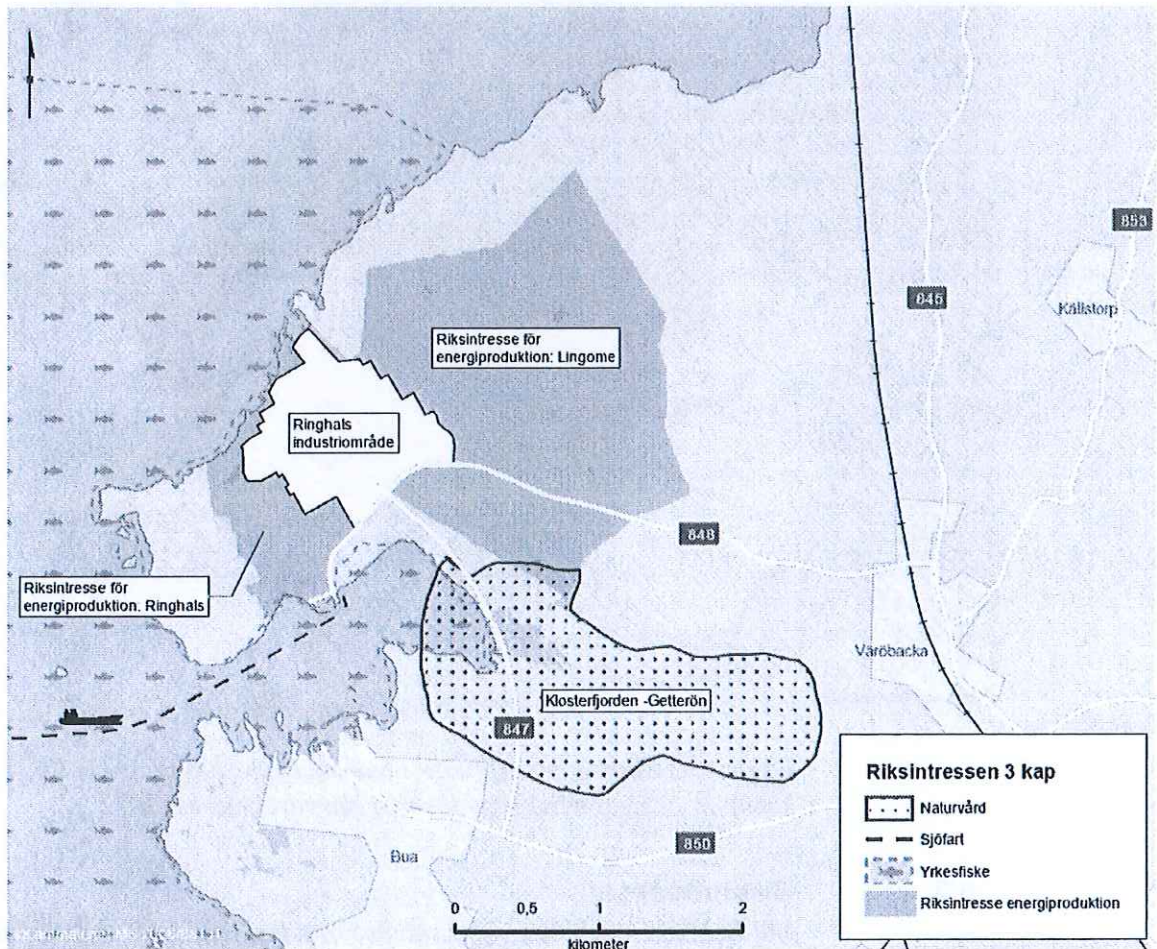 853
645
Källstorp
Riksintresse för
energiproduktion: Lingome
Ringhals
industriområde
848
Riksintresse för
energiproduktion. Ringhals
Väröbacka
Klosterfjorden -Getterön
847
Riksintressen 3 kap
Naturvård
Sjöfart
Yrkesfiske
Riksintresse energiproduktion
850
Bua
0 0,5 1 2
kilometer